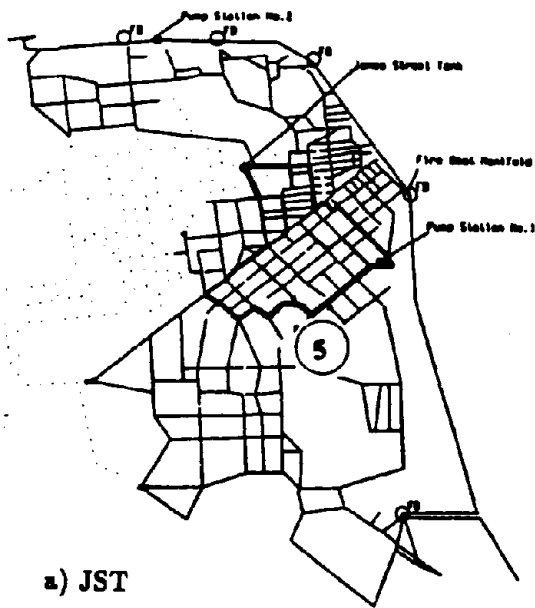 FB
Pump Station No.2
FB
FB
Jones Street Tank
Fire Boat Manifold
FB
Pump Station No.1
5
FB
a) JST